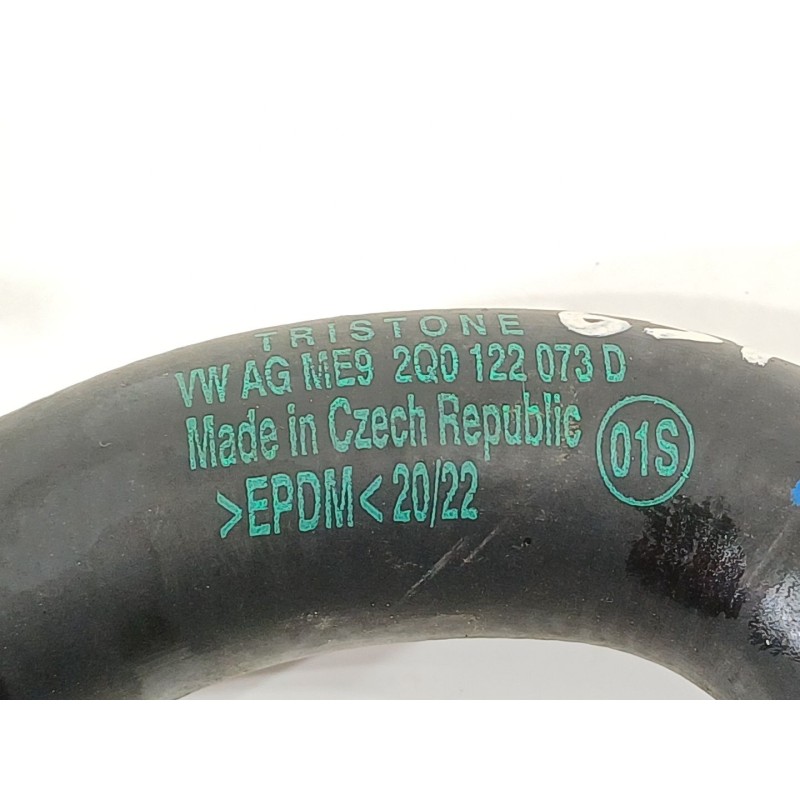 TRISTONE
VW AG ME9 2Q0 122 073 D
Made in Czech Republic
01S
>EPDM< 20/22